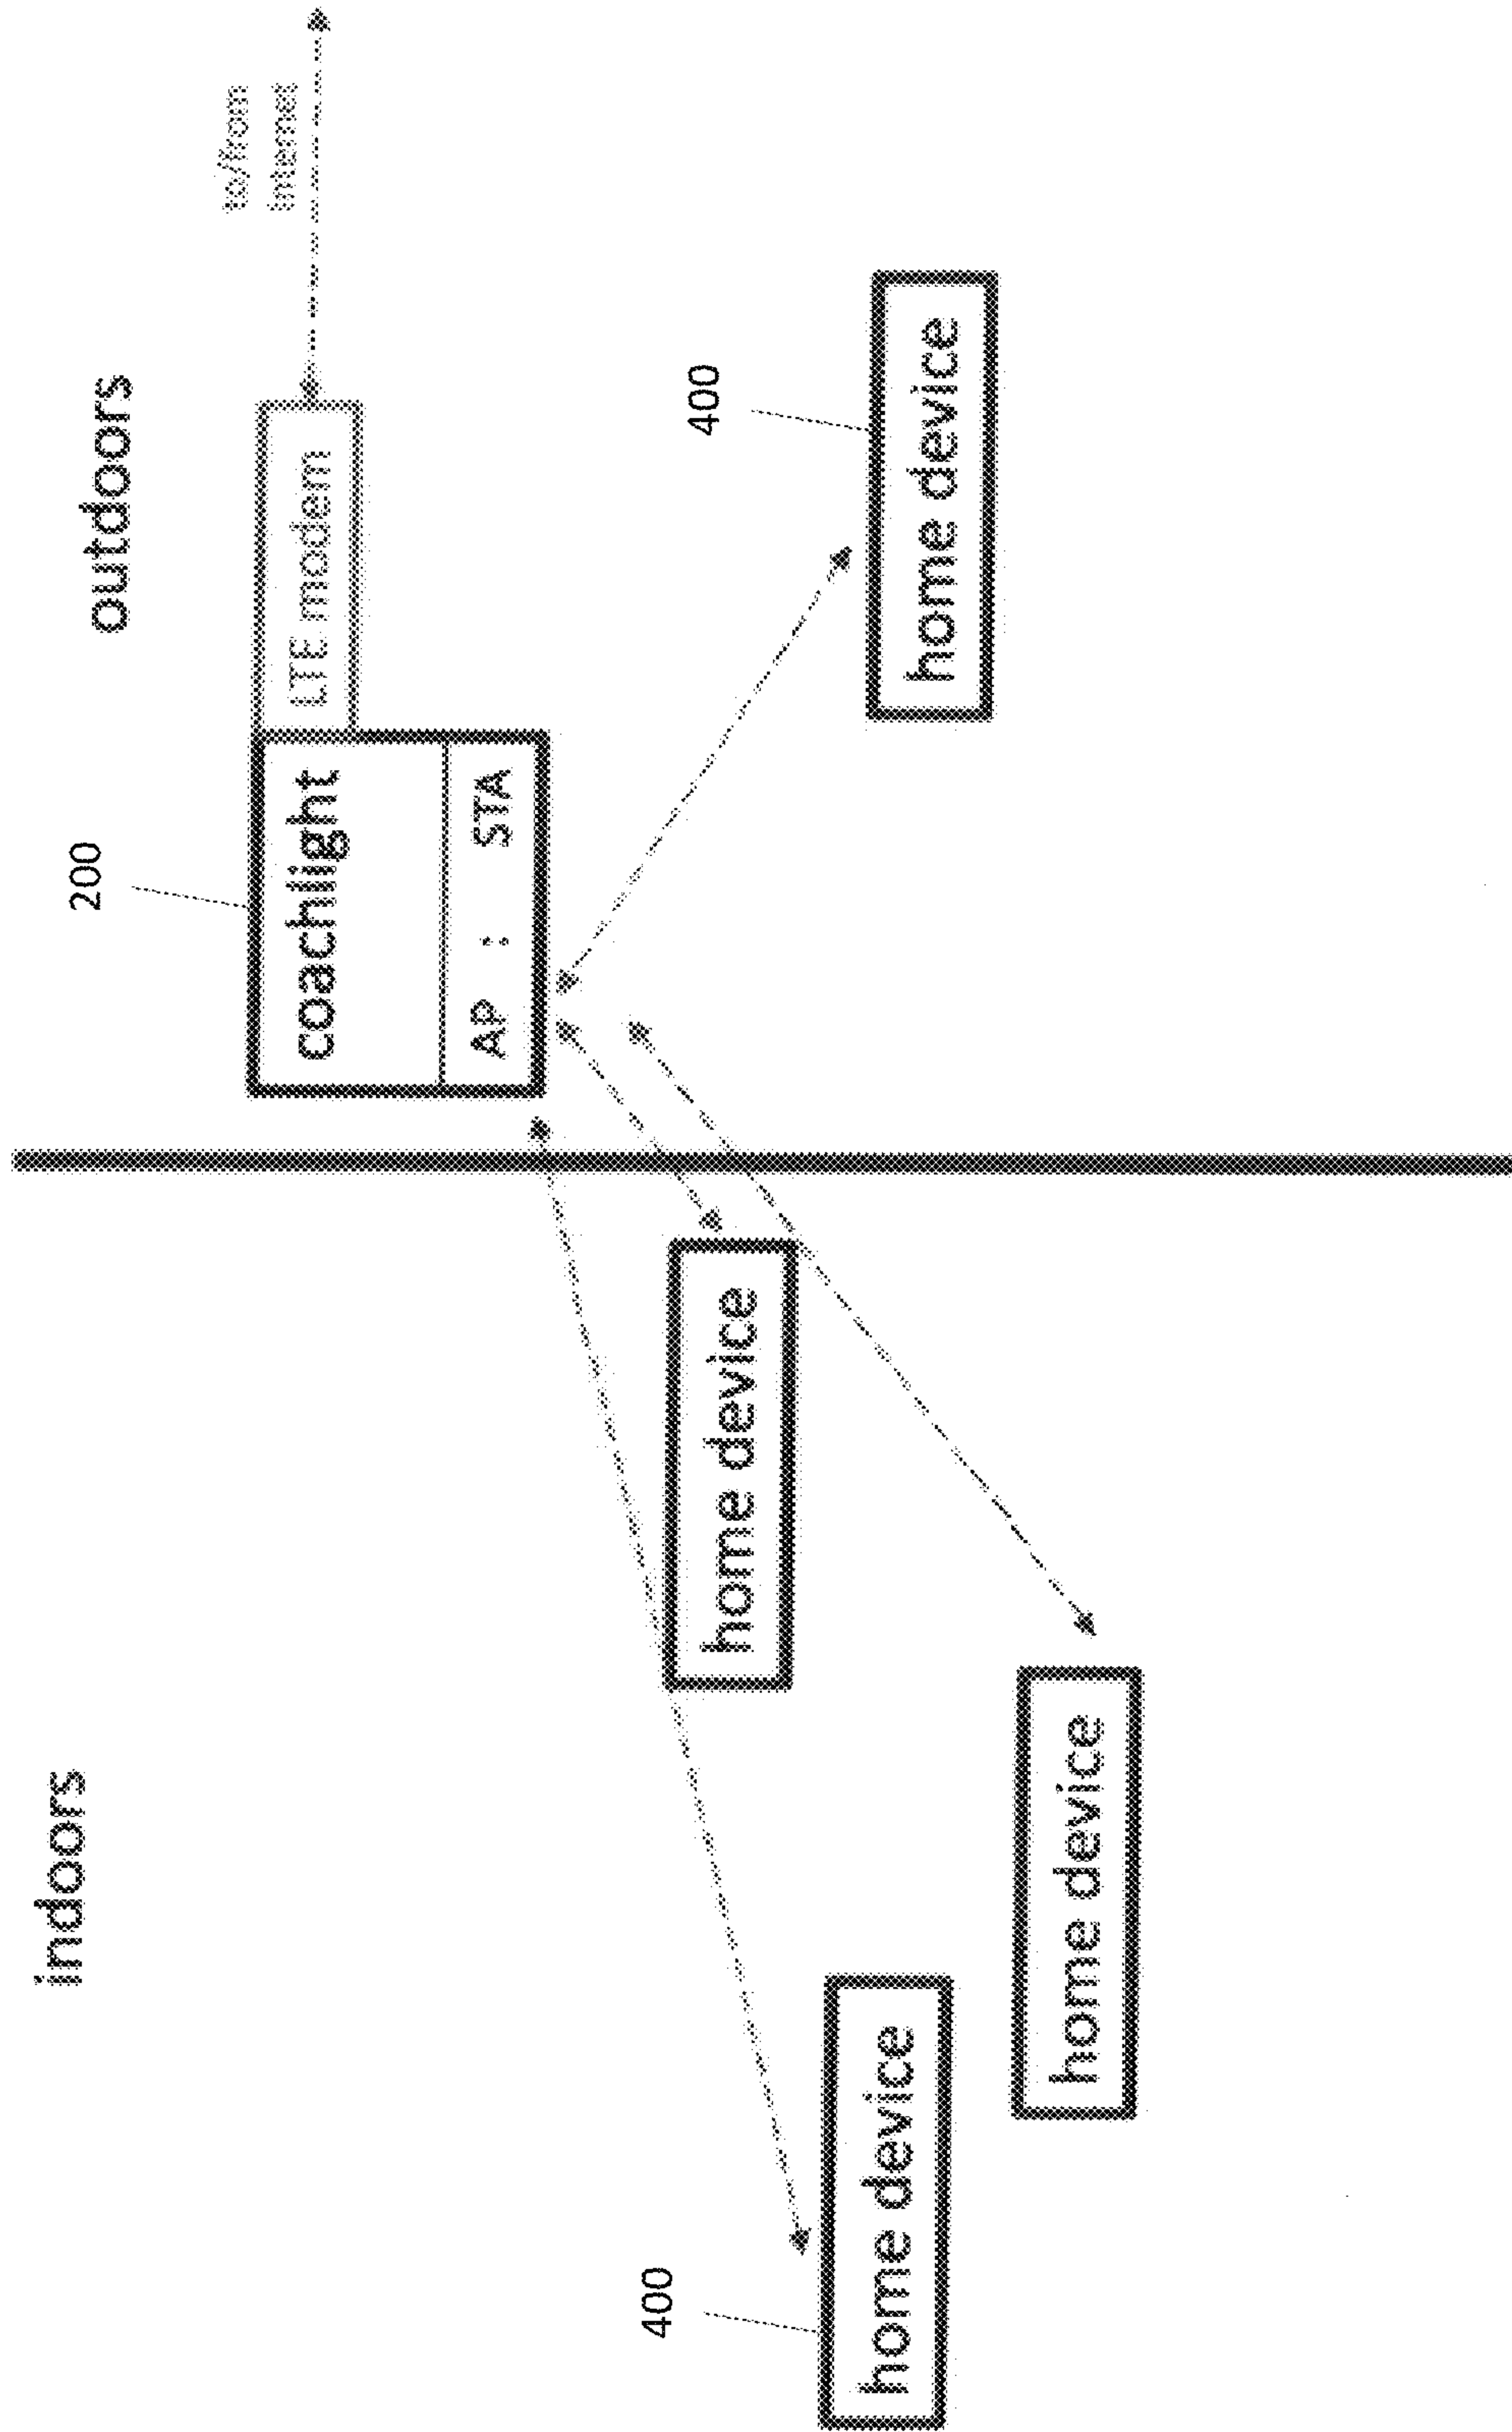 indoors
outdoors
200
coachlight
LTE modem
to/from
Internet
AP : STA
400
home device
home device
400
home device
home device